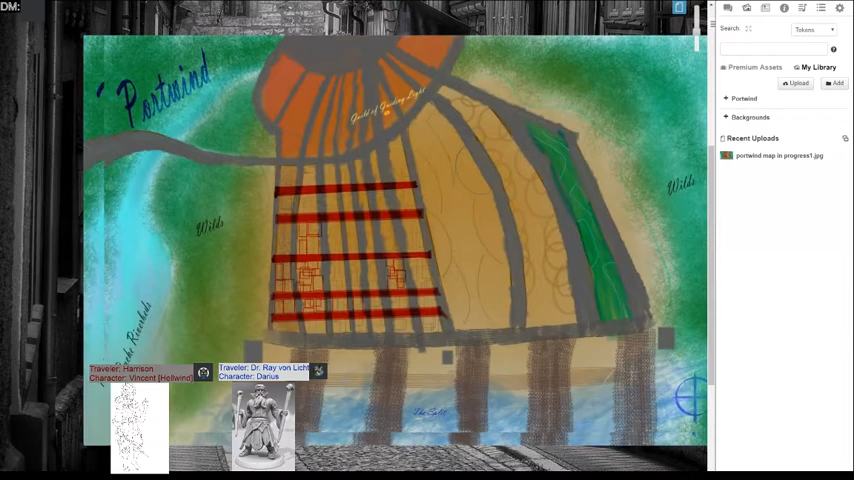 DM:
Portwind
Guild of Guiding Light
Wilds
Wilds
Riverbeds
Traveler: Harrison
Character: Vincent [Hellwind]
Traveler: Dr. Ray von Licht
Character: Darius
The Split
Search:
Tokens
Premium Assets
My Library
Upload
Add
Portwind
Backgrounds
Recent Uploads
portwind map in progress1.jpg